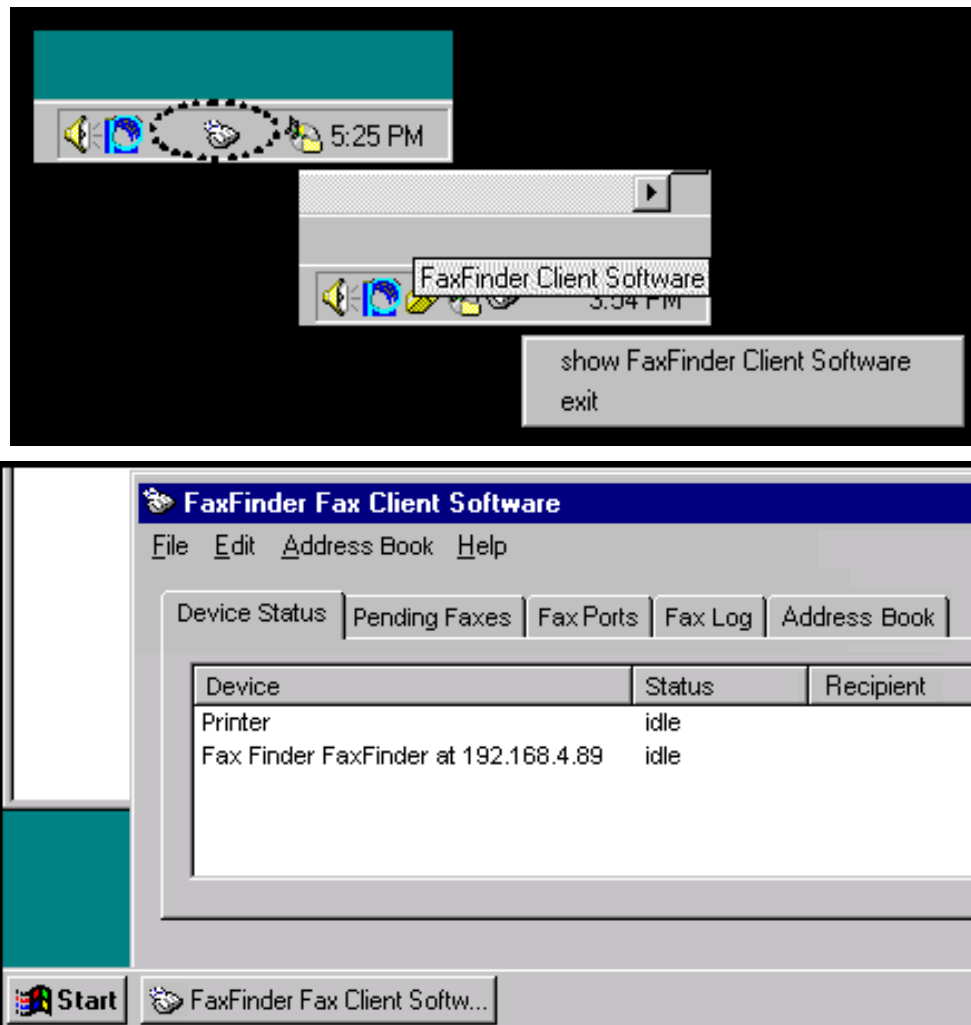 5:25 PM
FaxFinder Client Software
3:54 PM
show FaxFinder Client Software
exit
FaxFinder Fax Client Software
File Edit Address Book Help
Device Status Pending Faxes Fax Ports Fax Log Address Book
Device Status Recipient
Printer idle
Fax Finder FaxFinder at 192.168.4.89 idle
Start FaxFinder Fax Client Softw...